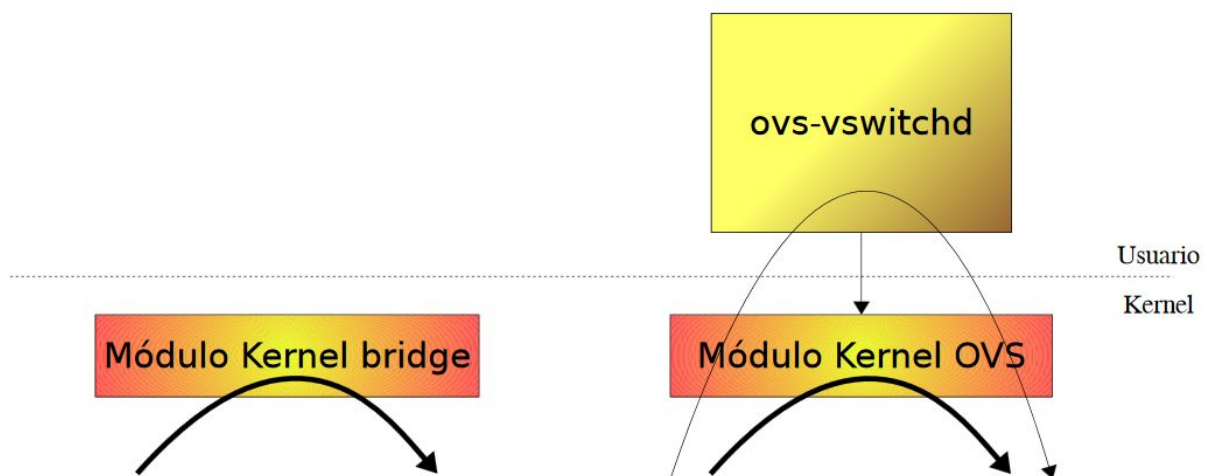 ovs-vswitchd
Usuario
Kernel
Módulo Kernel bridge
Módulo Kernel OVS